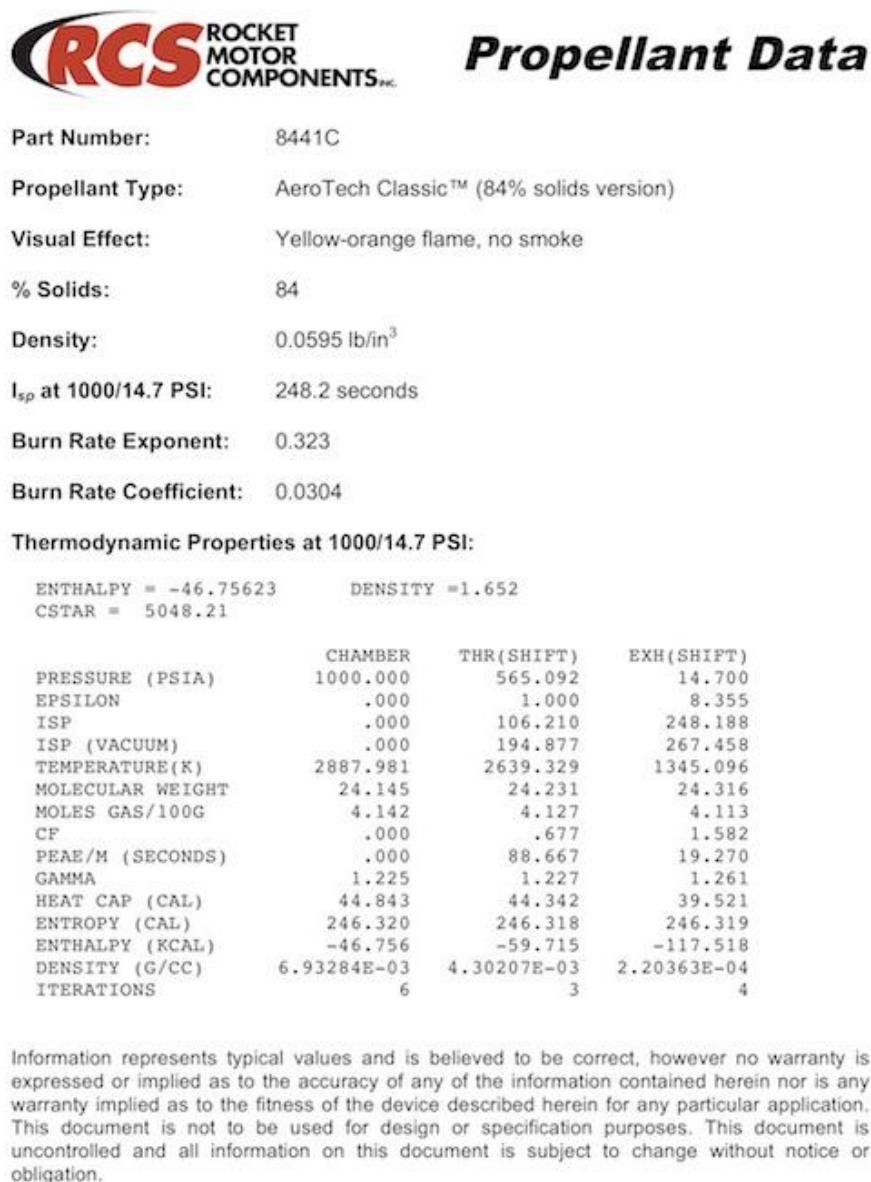 RCS ROCKET MOTOR COMPONENTS INC.
Propellant Data
Part Number: 8441C
Propellant Type: AeroTech Classic™ (84% solids version)
Visual Effect: Yellow-orange flame, no smoke
% Solids: 84
Density: 0.0595 lb/in³
Isp at 1000/14.7 PSI: 248.2 seconds
Burn Rate Exponent: 0.323
Burn Rate Coefficient: 0.0304
Thermodynamic Properties at 1000/14.7 PSI:
ENTHALPY = -46.75623 DENSITY =1.652
CSTAR = 5048.21
CHAMBER THR(SHIFT) EXH(SHIFT)
PRESSURE (PSIA) 1000.000 565.092 14.700
EPSILON .000 1.000 8.355
ISP .000 106.210 248.188
ISP (VACUUM) .000 194.877 267.458
TEMPERATURE(K) 2887.981 2639.329 1345.096
MOLECULAR WEIGHT 24.145 24.231 24.316
MOLES GAS/100G 4.142 4.127 4.113
CF .000 .677 1.582
PEAE/M (SECONDS) .000 88.667 19.270
GAMMA 1.225 1.227 1.261
HEAT CAP (CAL) 44.843 44.342 39.521
ENTROPY (CAL) 246.320 246.318 246.319
ENTHALPY (KCAL) -46.756 -59.715 -117.518
DENSITY (G/CC) 6.93284E-03 4.30207E-03 2.20363E-04
ITERATIONS 6 3 4
Information represents typical values and is believed to be correct, however no warranty is
expressed or implied as to the accuracy of any of the information contained herein nor is any
warranty implied as to the fitness of the device described herein for any particular application.
This document is not to be used for design or specification purposes. This document is
uncontrolled and all information on this document is subject to change without notice or
obligation.